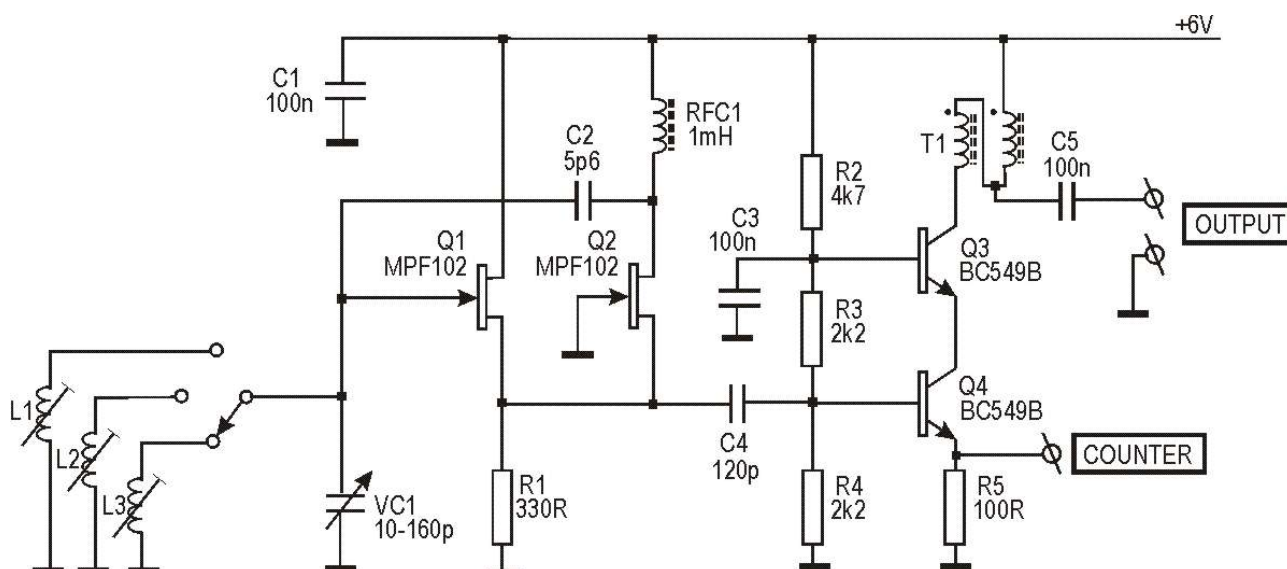 +6V
C1
100n
RFC1
1mH
C2
5p6
T1
C5
100n
R2
4k7
C3
100n
OUTPUT
Q1
MPF102
Q2
MPF102
Q3
BC549B
R3
2k2
L1
L2
L3
Q4
BC549B
C4
120p
COUNTER
VC1
10-160p
R1
330R
R4
2k2
R5
100R